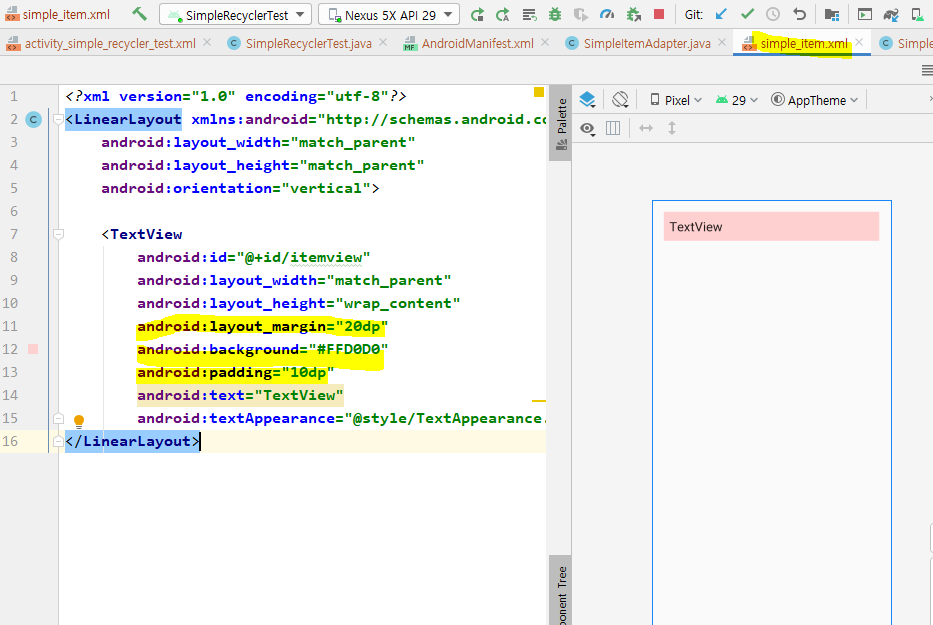 simple_item.xml SimpleRecyclerTest Nexus 5X API 29 Git:
activity_simple_recycler_test.xml SimpleRecyclerTest.java AndroidManifest.xml SimpleItemAdapter.java simple_item.xml Simple
Palette
Pixel 29 AppTheme
1 <?xml version="1.0" encoding="utf-8"?>
2 <LinearLayout xmlns:android="http://schemas.android.co
3 android:layout_width="match_parent"
4 android:layout_height="match_parent"
5 android:orientation="vertical">
6
7 <TextView
8 android:id="@+id/itemview"
9 android:layout_width="match_parent"
10 android:layout_height="wrap_content"
11 android:layout_margin="20dp"
12 android:background="#FFD0D0"
13 android:padding="10dp"
14 android:text="TextView"
15 android:textAppearance="@style/TextAppearance.
16 </LinearLayout>
TextView
ponent Tree